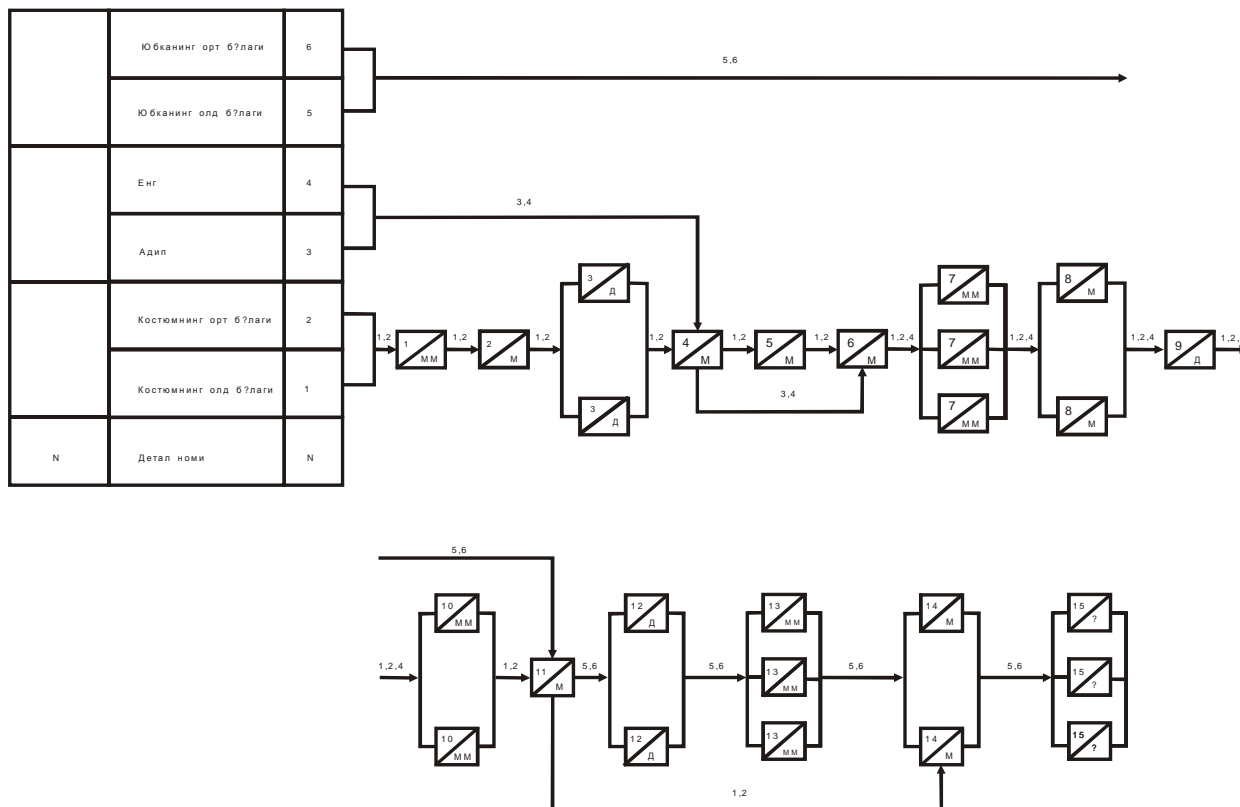 Юбканинг орт б?лаги 6
5,6
Юбканинг олд б?лаги 5
Енг 4
3,4
Адип 3
Костюмнинг орт б?лаги 2
Костюмнинг олд б?лаги 1
N Детал номи N
1,2
1 ММ
1,2
2 М
1,2
3 Д
3 Д
1,2
4 М
1,2
5 М
1,2
6 М
3,4
1,2,4
7 ММ
7 ММ
7 ММ
1,2,4
8 М
8 М
1,2,4
9 Д
1,2,
5,6
1,2,4
10 ММ
10 ММ
1,2
11 М
5,6
12 Д
12 Д
5,6
13 ММ
13 ММ
13 ММ
5,6
14 М
14 М
5,6
15 ?
15 ?
15 ?
1,2